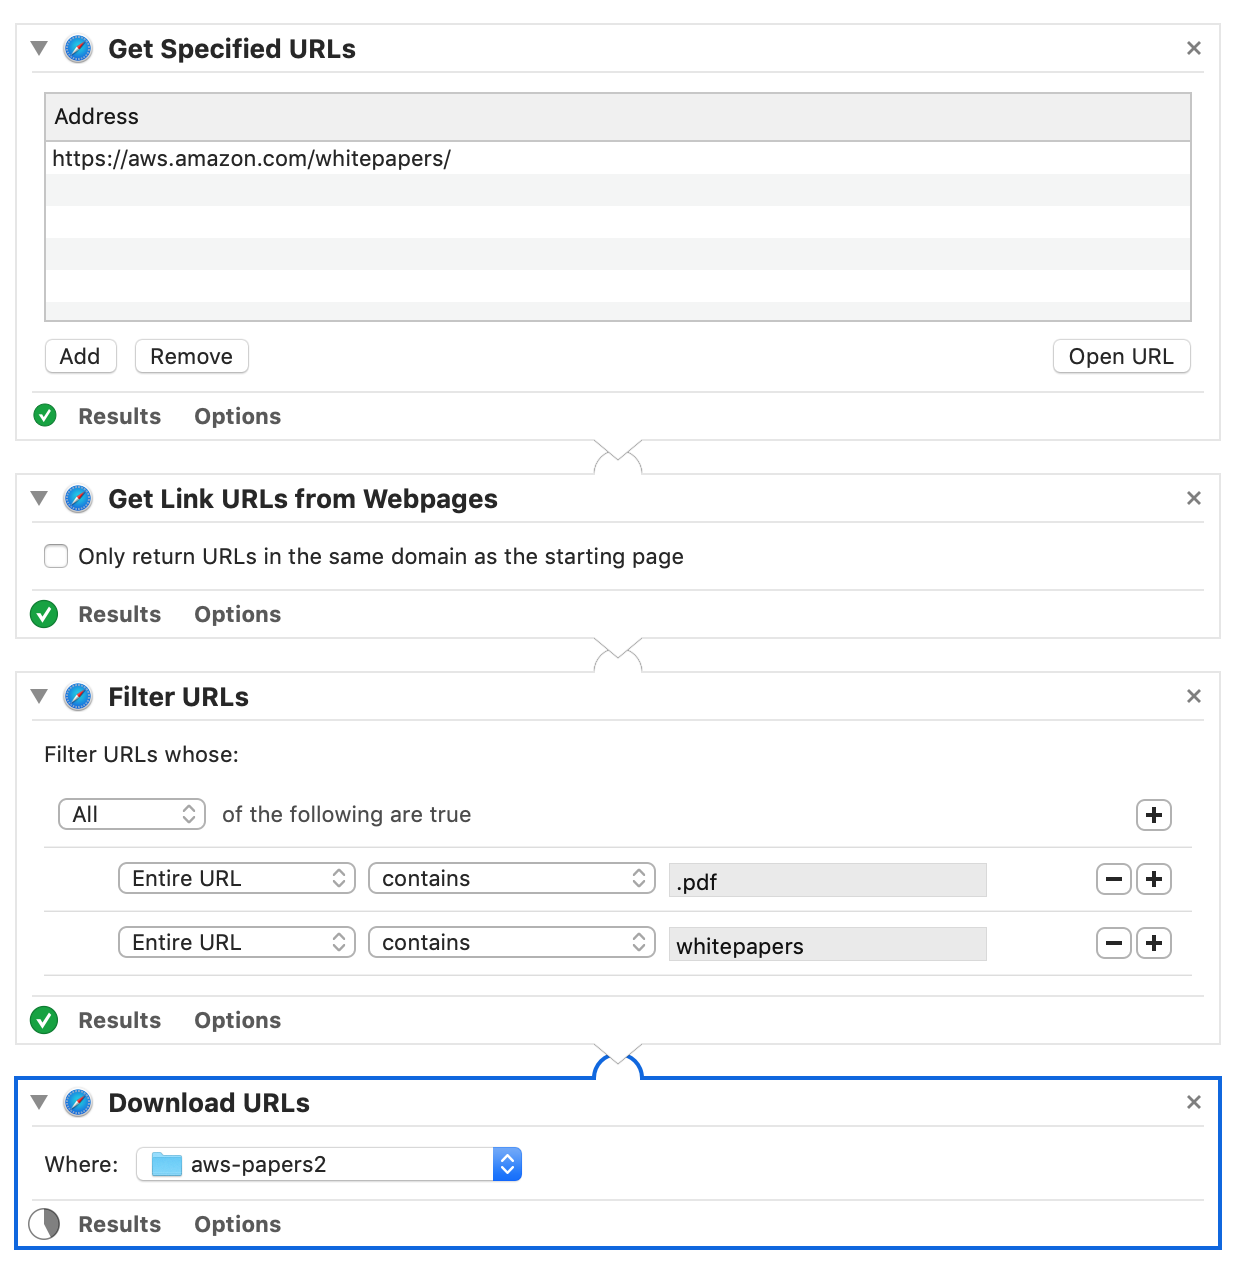 Get Specified URLs
Address
https://aws.amazon.com/whitepapers/
Add Remove Open URL
Results Options
Get Link URLs from Webpages
Only return URLs in the same domain as the starting page
Results Options
Filter URLs
Filter URLs whose:
All of the following are true
Entire URL contains .pdf
Entire URL contains whitepapers
Results Options
Download URLs
Where: aws-papers2
Results Options